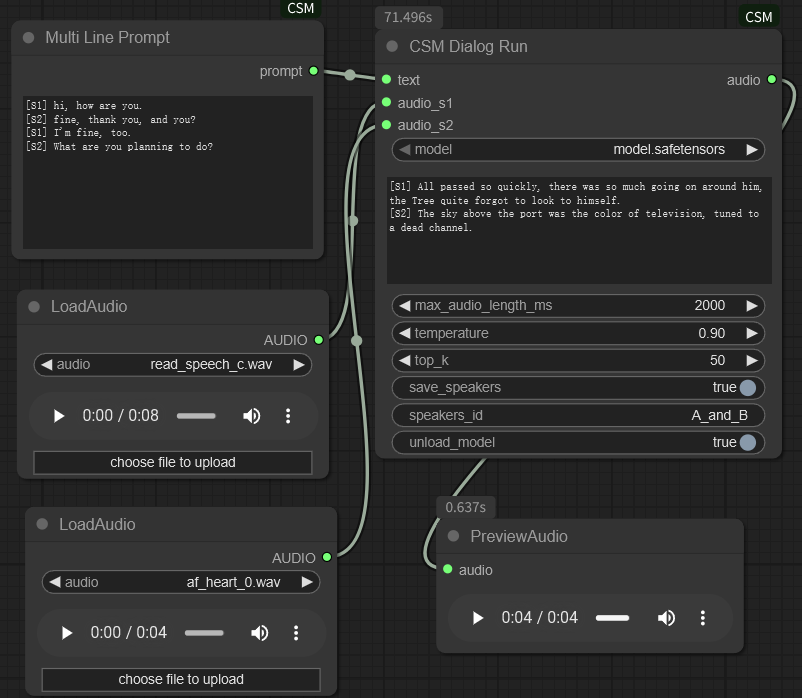 CSM
Multi Line Prompt
prompt
[S1] hi, how are you.
[S2] fine, thank you, and you?
[S1] I'm fine, too.
[S2] What are you planning to do?
LoadAudio
AUDIO
audio read_speech_c.wav
0:00 / 0:08
choose file to upload
LoadAudio
AUDIO
audio af_heart_0.wav
0:00 / 0:04
choose file to upload
71.496s
CSM
CSM Dialog Run
text audio
audio_s1
audio_s2
model model.safetensors
[S1] All passed so quickly, there was so much going on around him,
the Tree quite forgot to look to himself.
[S2] The sky above the port was the color of television, tuned to
a dead channel.
max_audio_length_ms 2000
temperature 0.90
top_k 50
save_speakers true
speakers_id A_and_B
unload_model true
0.637s
PreviewAudio
audio
0:04 / 0:04